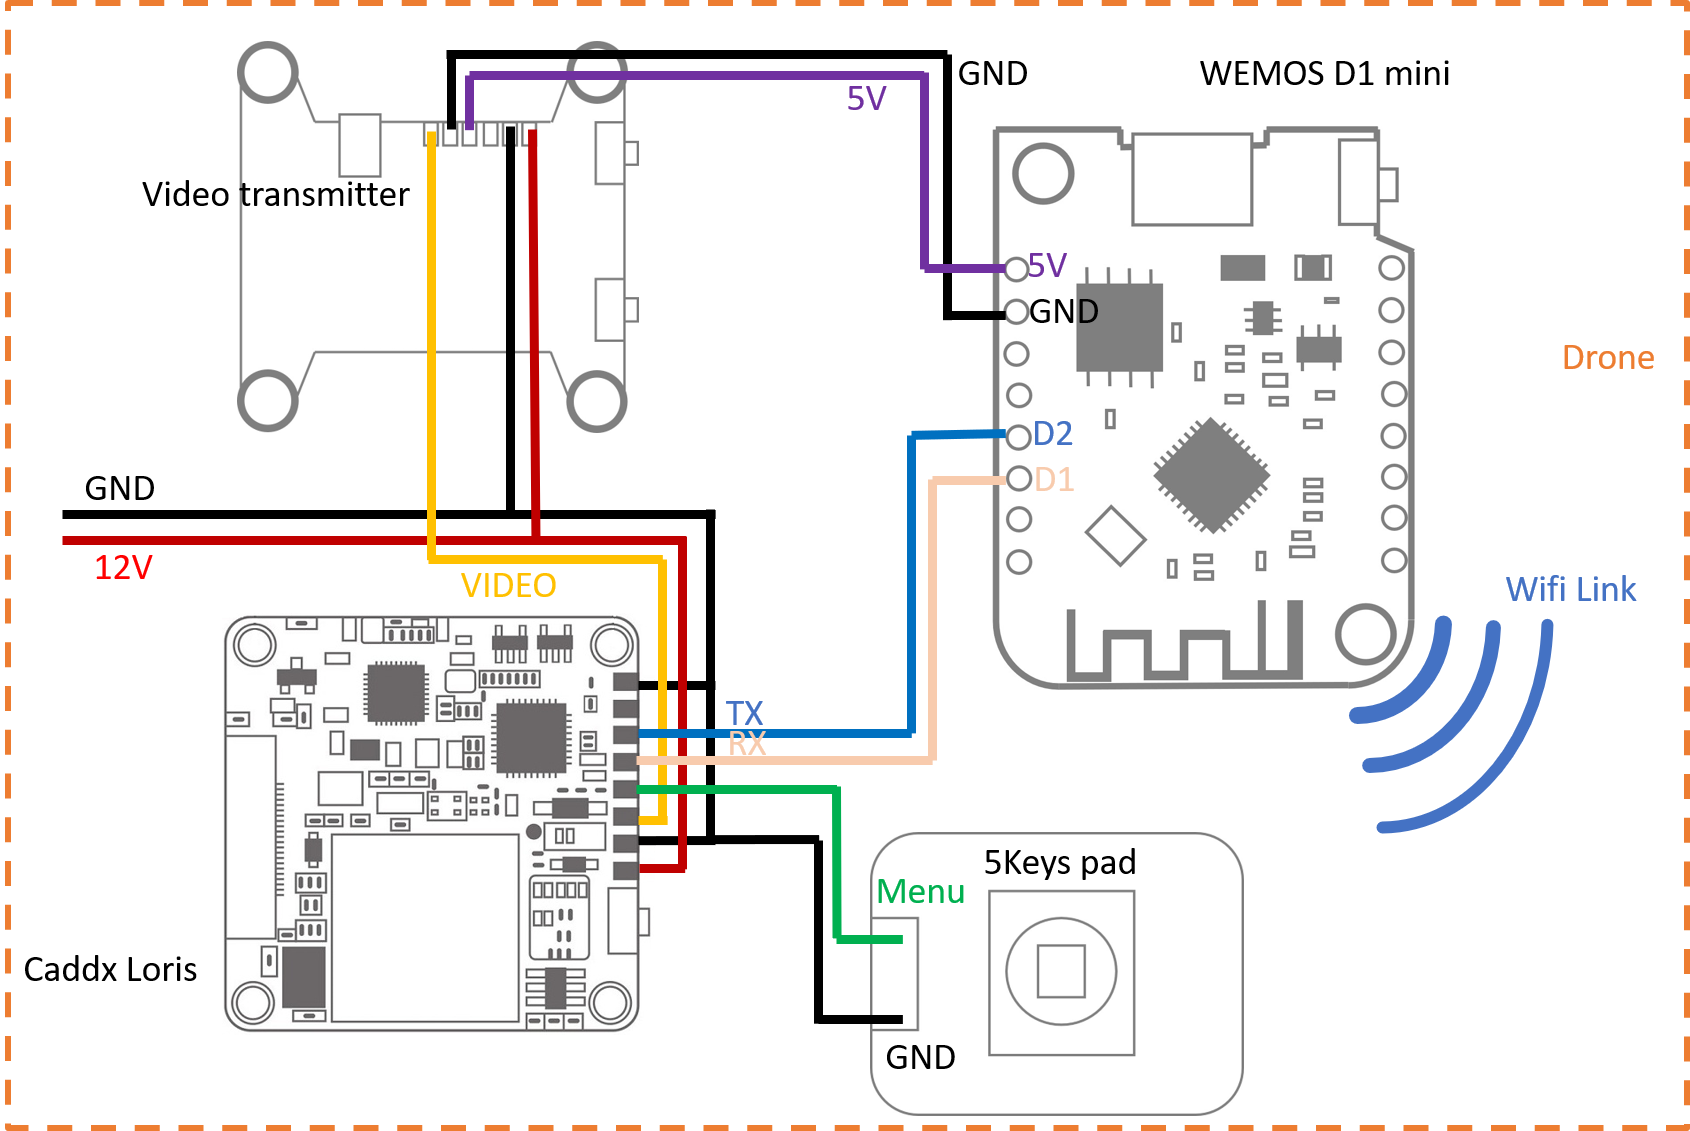 GND
WEMOS D1 mini
5V
Video transmitter
5V
GND
Drone
D2
D1
GND
12V
VIDEO
Wifi Link
TX
RX
5Keys pad
Menu
Caddx Loris
GND